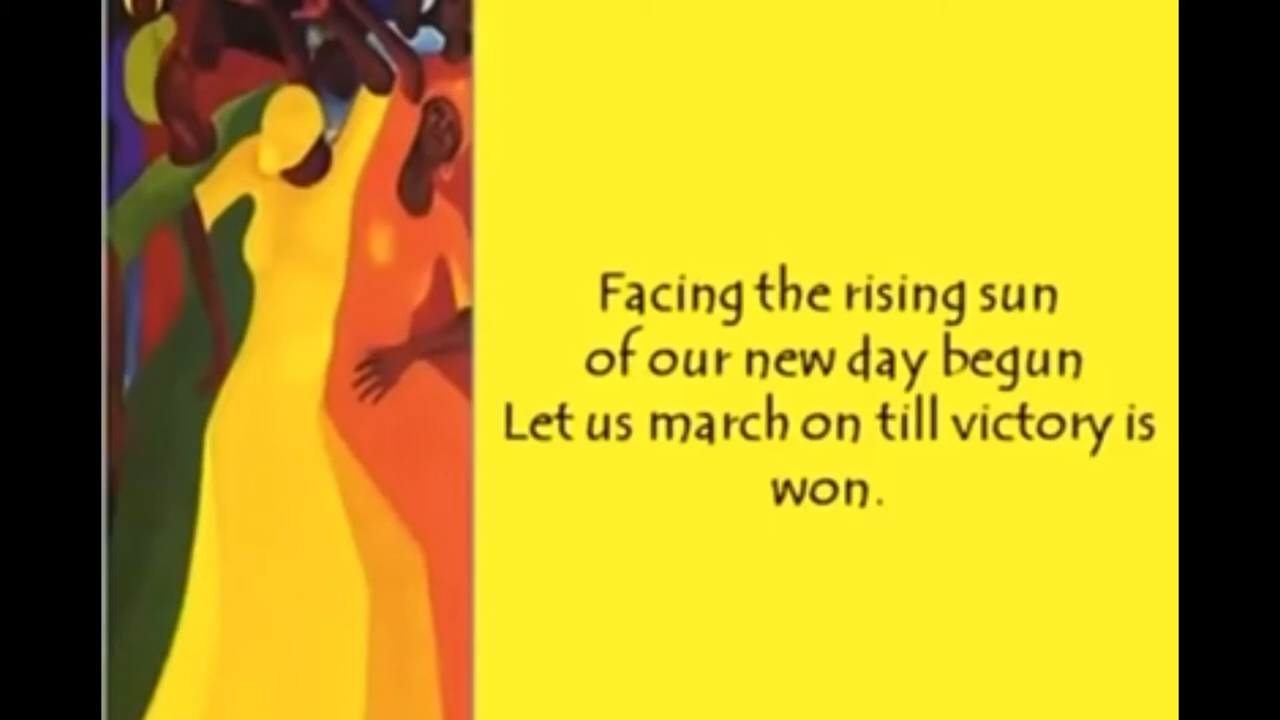 Facing the rising sun
of our new day begun
Let us march on till victory is
won.